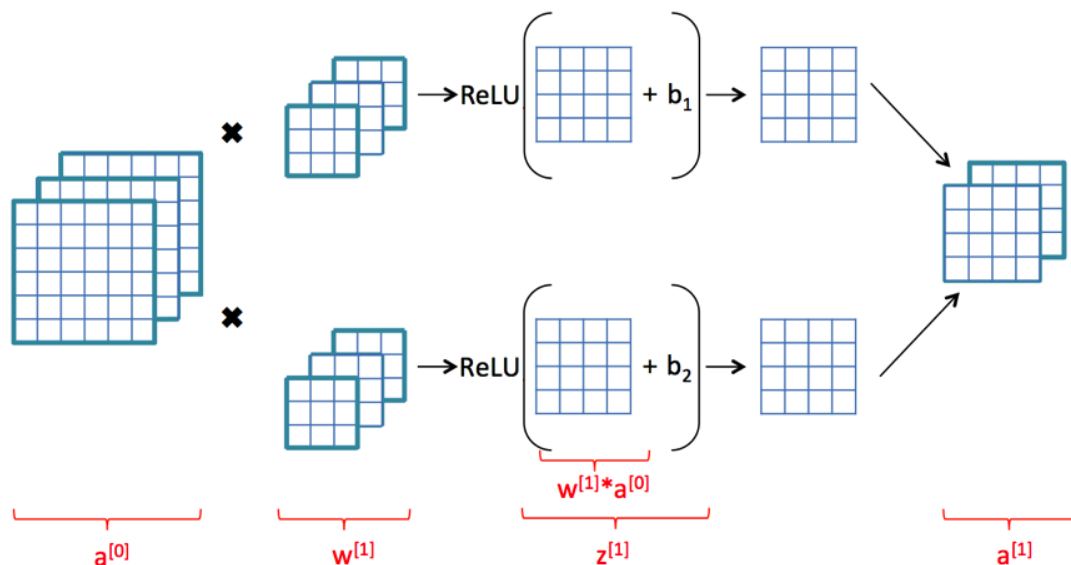 ✖ → ReLU ( + b₁ ) →
✖ → ReLU ( + b₂ ) →
w[1]*a[0]
a[0] w[1] z[1] a[1]